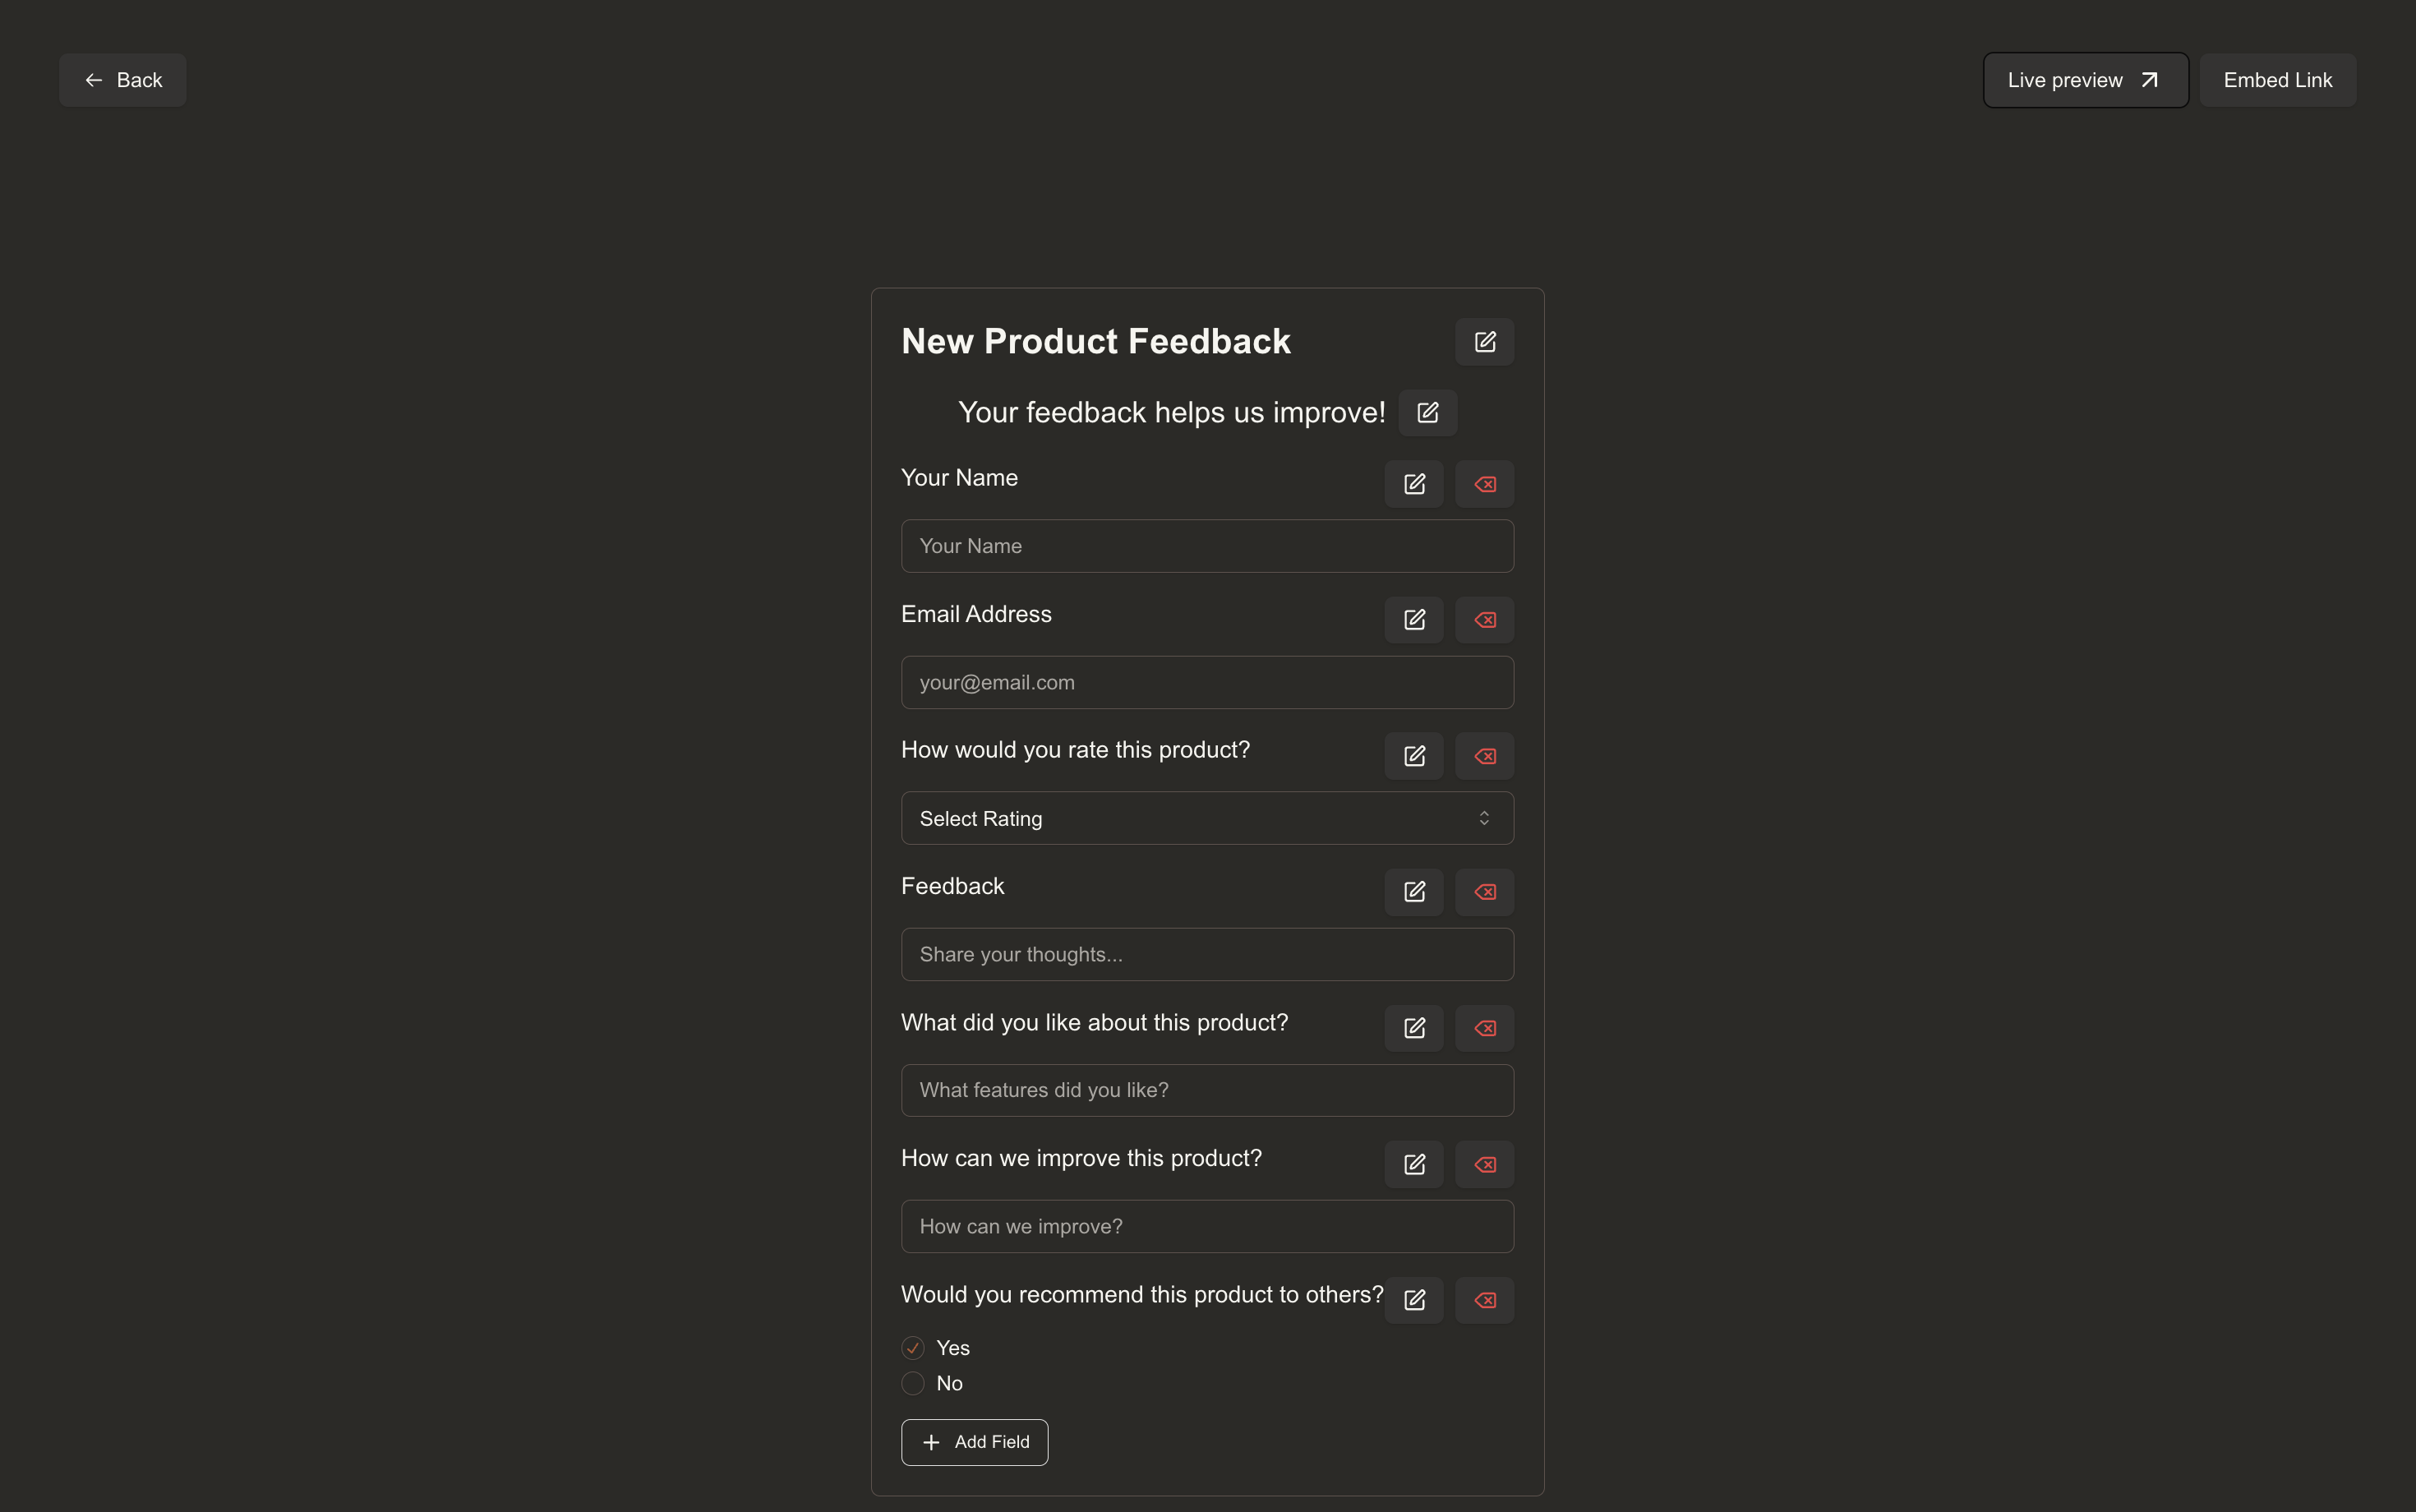 Back
Live preview
Embed Link
New Product Feedback
Your feedback helps us improve!
Your Name
Your Name
Email Address
your@email.com
How would you rate this product?
Select Rating
Feedback
Share your thoughts...
What did you like about this product?
What features did you like?
How can we improve this product?
How can we improve?
Would you recommend this product to others?
Yes
No
Add Field